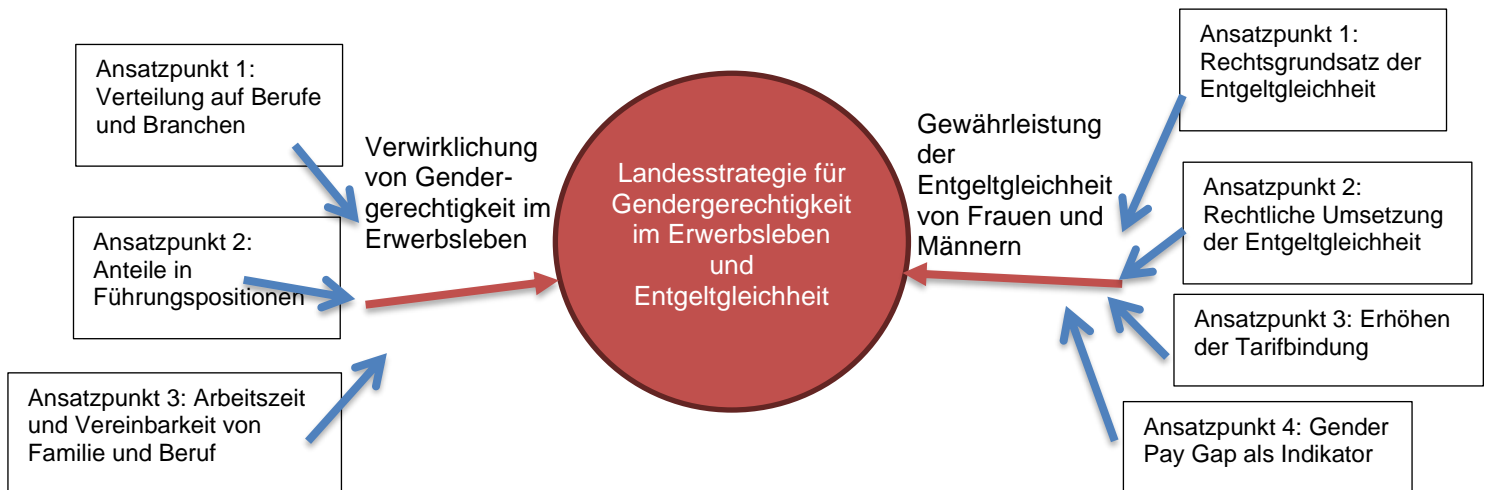 Ansatzpunkt 1:
Verteilung auf Berufe
und Branchen
Ansatzpunkt 2:
Anteile in
Führungspositionen
Ansatzpunkt 3: Arbeitszeit
und Vereinbarkeit von
Familie und Beruf
Verwirklichung
von Gender-
gerechtigkeit im
Erwerbsleben
Landesstrategie für
Gendergerechtigkeit
im Erwerbsleben
und
Entgeltgleichheit
Gewährleistung
der
Entgeltgleichheit
von Frauen und
Männern
Ansatzpunkt 1:
Rechtsgrundsatz der
Entgeltgleichheit
Ansatzpunkt 2:
Rechtliche Umsetzung
der Entgeltgleichheit
Ansatzpunkt 3: Erhöhen
der Tarifbindung
Ansatzpunkt 4: Gender
Pay Gap als Indikator